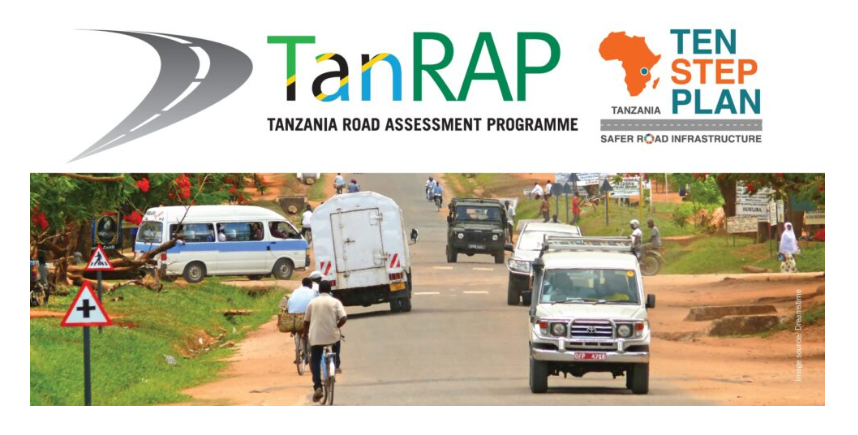 TanRAP
TANZANIA ROAD ASSESSMENT PROGRAMME
TEN
STEP
PLAN
TANZANIA
SAFER ROAD INFRASTRUCTURE
Image source: Dreamstime